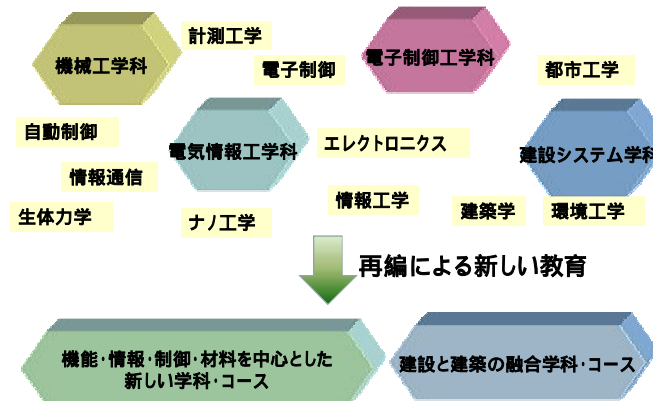 計測工学
機械工学科
電子制御
電子制御工学科
都市工学
自動制御
電気情報工学科
エレクトロニクス
建設システム学科
情報通信
生体力学
ナノ工学
情報工学
建築学
環境工学
再編による新しい教育
機能・情報・制御・材料を中心とした
新しい学科・コース
建設と建築の融合学科・コース